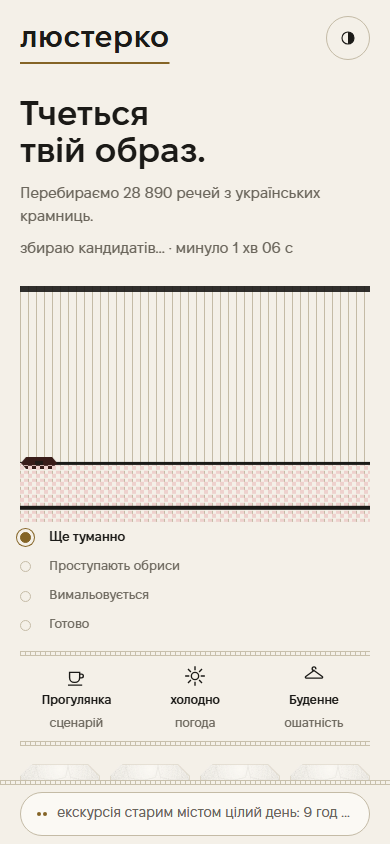 люстерко
Тчеться
твій образ.
Перебираємо 28 890 речей з українських
крамниць.
збираю кандидатів... · минуло 1 хв 06 с
Ще туманно
Проступають обриси
Вимальовується
Готово
Прогулянка холодно Буденне
сценарій погода ошатність
екскурсія старим містом цілий день: 9 год ...